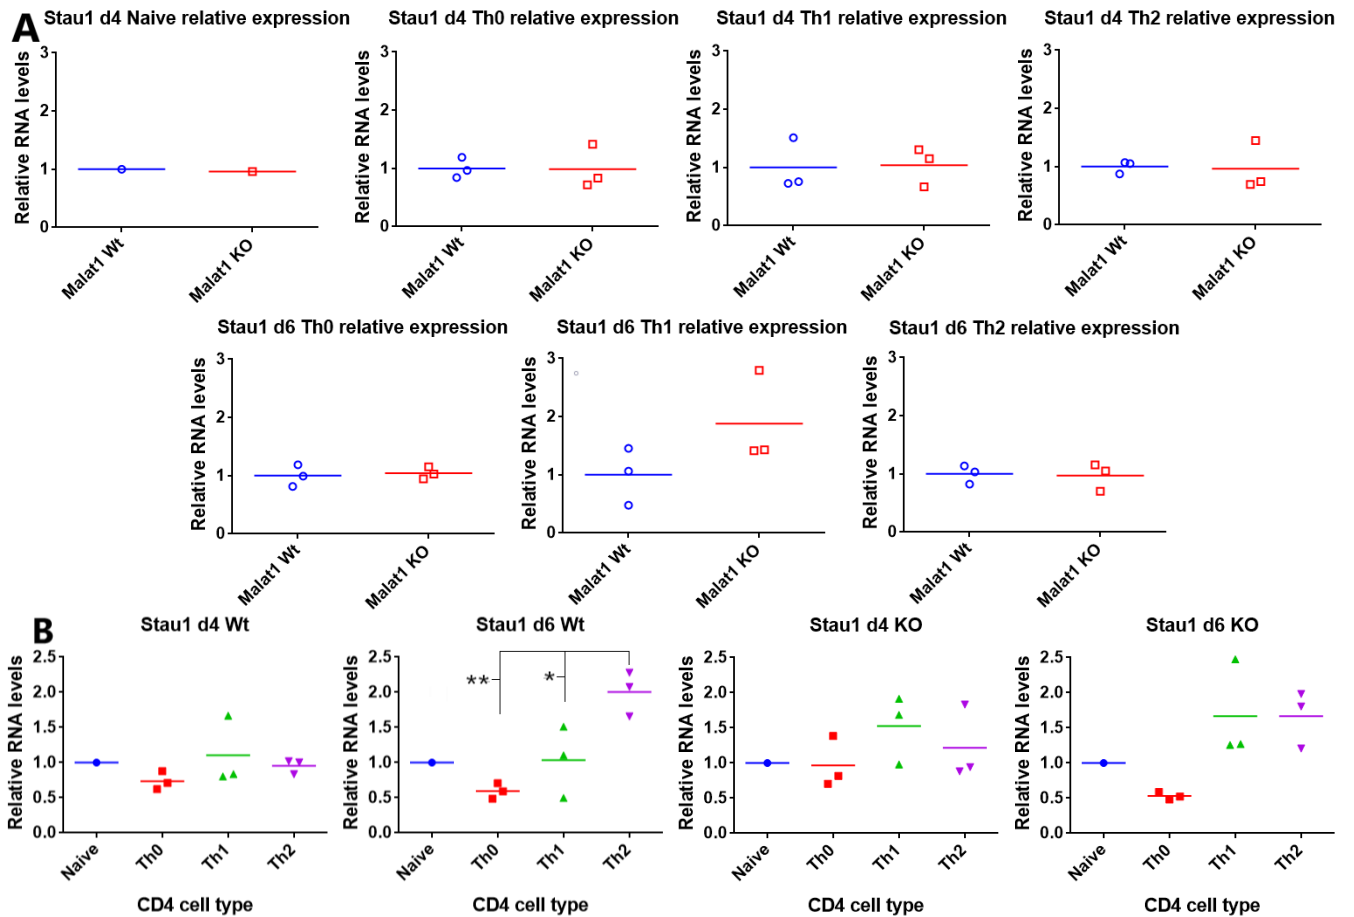 A
Stau1 d4 Naive relative expression
Relative RNA levels
3
2
1
0
Malat1 Wt
Malat1 KO
Stau1 d4 Th0 relative expression
Relative RNA levels
3
2
1
0
Malat1 Wt
Malat1 KO
Stau1 d4 Th1 relative expression
Relative RNA levels
3
2
1
0
Malat1 Wt
Malat1 KO
Stau1 d4 Th2 relative expression
Relative RNA levels
3
2
1
0
Malat1 Wt
Malat1 KO
Stau1 d6 Th0 relative expression
Relative RNA levels
3
2
1
0
Malat1 Wt
Malat1 KO
Stau1 d6 Th1 relative expression
Relative RNA levels
3
2
1
0
Malat1 Wt
Malat1 KO
Stau1 d6 Th2 relative expression
Relative RNA levels
3
2
1
0
Malat1 Wt
Malat1 KO
B
Stau1 d4 Wt
Relative RNA levels
2.5
2.0
1.5
1.0
0.5
0.0
Naive
Th0
Th1
Th2
CD4 cell type
Stau1 d6 Wt
Relative RNA levels
2.5
2.0
1.5
1.0
0.5
0.0
**
*
Naive
Th0
Th1
Th2
CD4 cell type
Stau1 d4 KO
Relative RNA levels
2.5
2.0
1.5
1.0
0.5
0.0
Naive
Th0
Th1
Th2
CD4 cell type
Stau1 d6 KO
Relative RNA levels
2.5
2.0
1.5
1.0
0.5
0.0
Naive
Th0
Th1
Th2
CD4 cell type